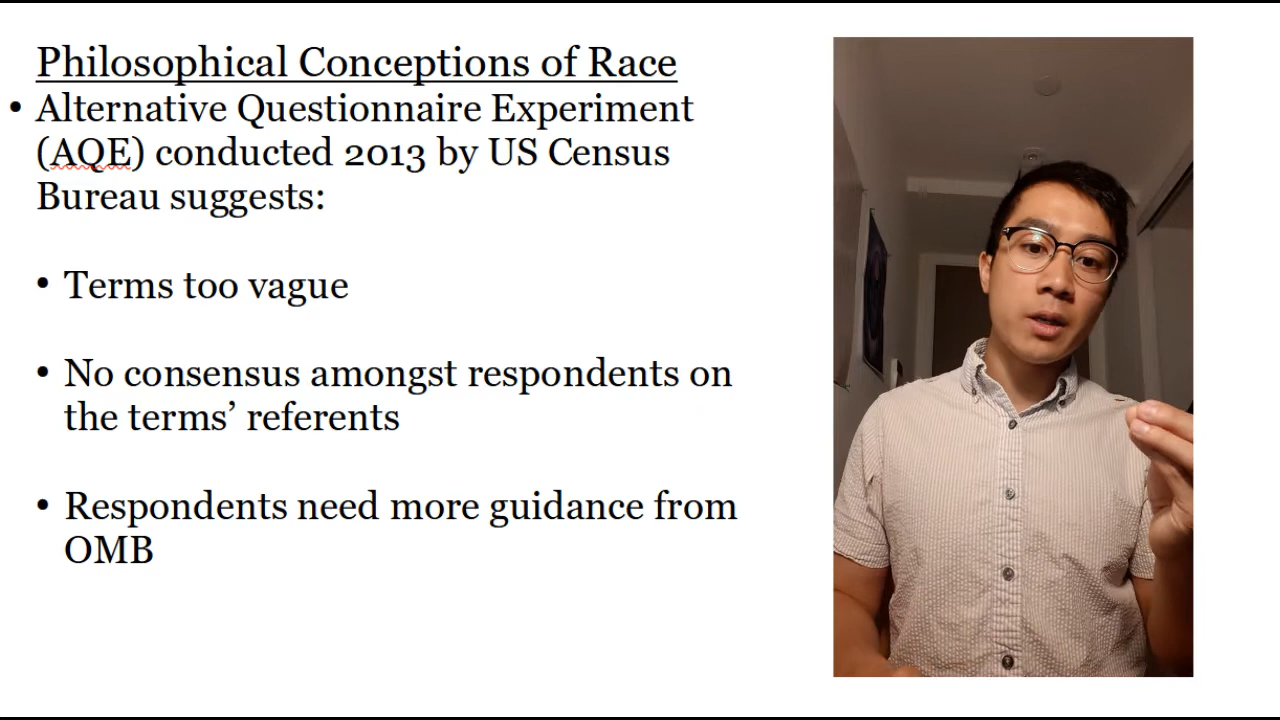 Philosophical Conceptions of Race
• Alternative Questionnaire Experiment
(AQE) conducted 2013 by US Census
Bureau suggests:
• Terms too vague
• No consensus amongst respondents on
the terms’ referents
• Respondents need more guidance from
OMB